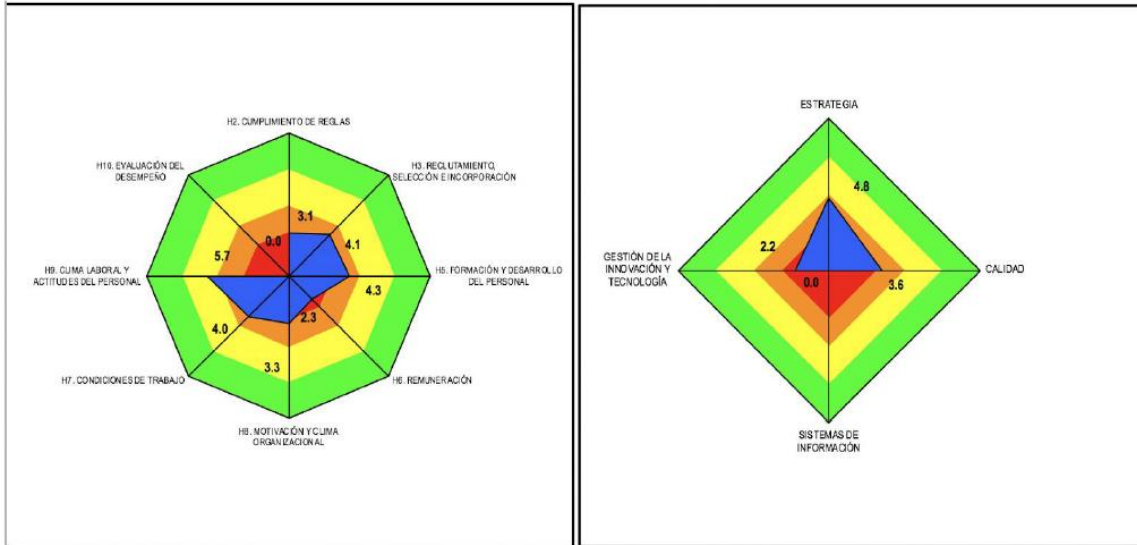 H2. CUMPLIMIENTO DE REGLAS
H10. EVALUACIÓN DEL
DESEMPEÑO
H3. RECLUTAMIENTO,
SELECCIÓN E INCORPORACIÓN
3.1
0.0
4.1
5.7
H9. CLIMA LABORAL Y
ACTITUDES DEL PERSONAL
H5. FORMACIÓN Y DESARROLLO
DEL PERSONAL
4.3
4.0
2.3
3.3
H7. CONDICIONES DE TRABAJO
H6. REMUNERACIÓN
H8. MOTIVACIÓN Y CLIMA
ORGANIZACIONAL
ESTRATEGIA
4.8
2.2
GESTIÓN DE LA
INNOVACIÓN Y
TECNOLOGÍA
CALIDAD
0.0
3.6
SISTEMAS DE
INFORMACIÓN